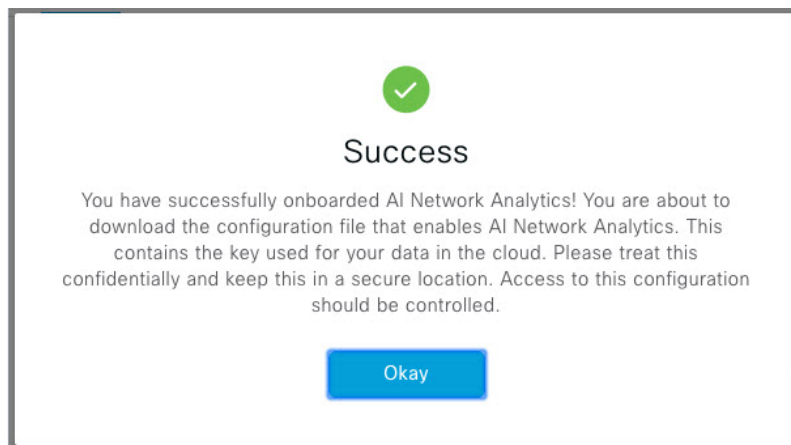 Success
You have successfully onboarded AI Network Analytics! You are about to
download the configuration file that enables AI Network Analytics. This
contains the key used for your data in the cloud. Please treat this
confidentially and keep this in a secure location. Access to this configuration
should be controlled.
Okay